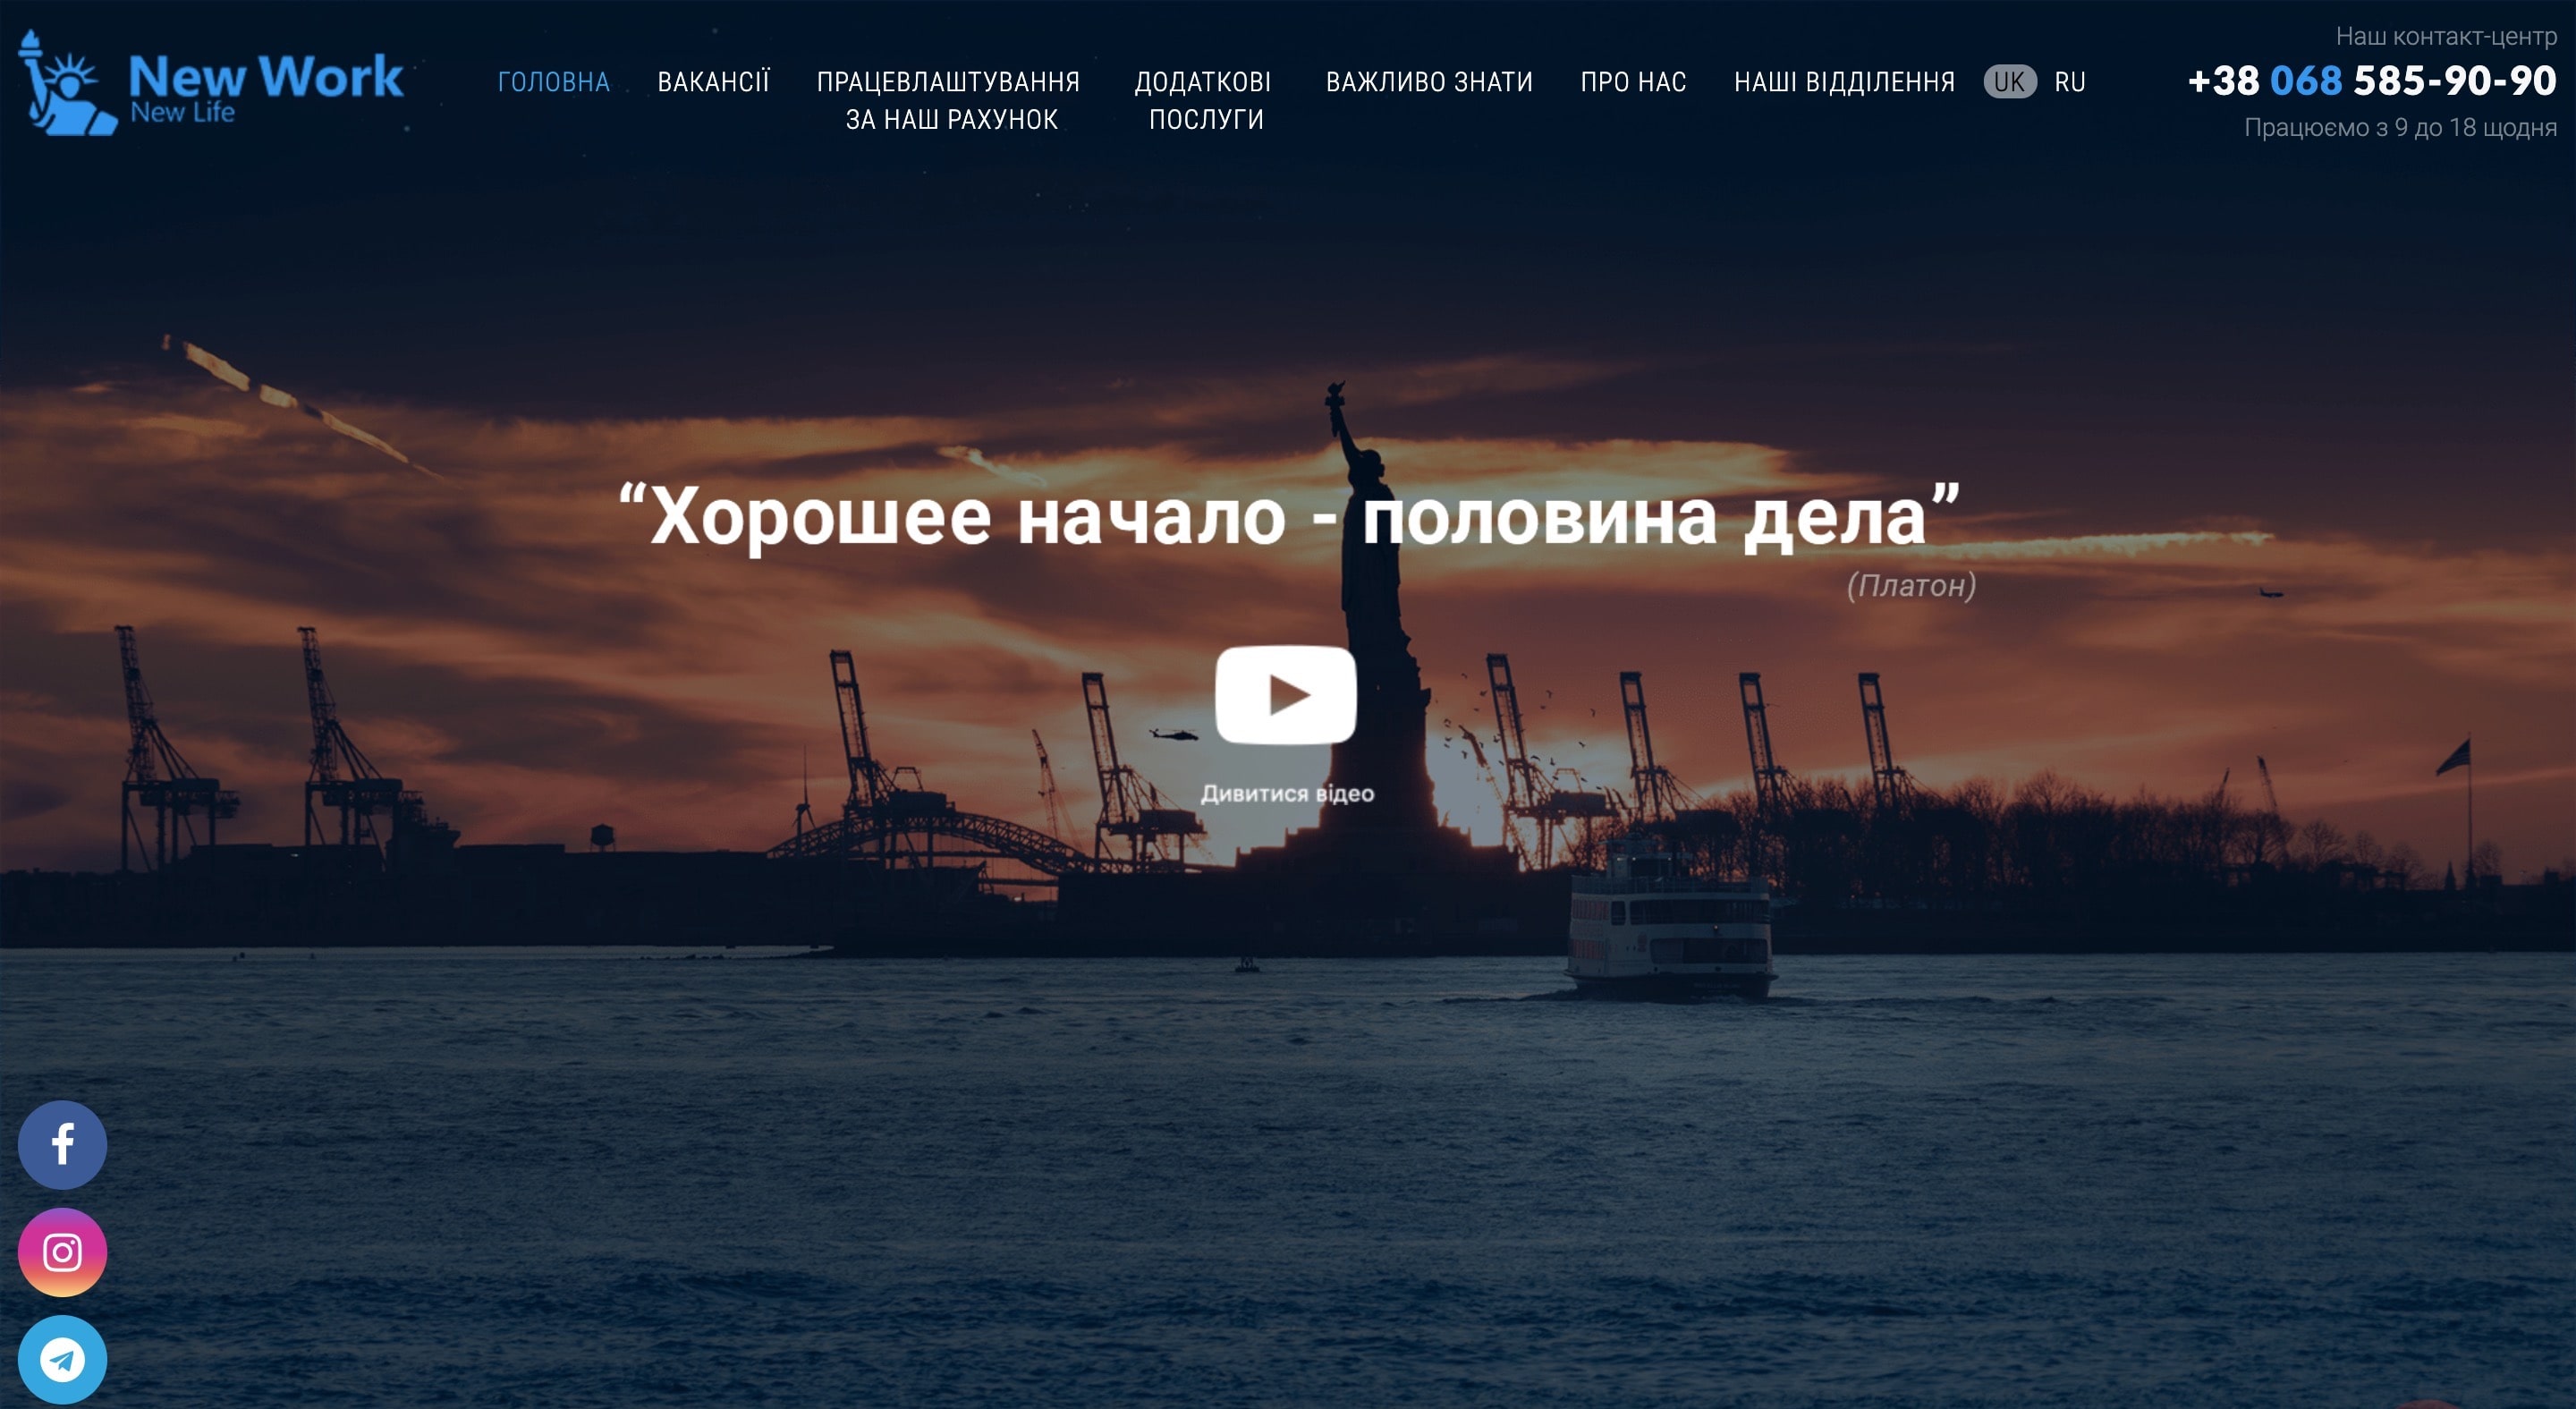 New Work
New Life
ГОЛОВНА
ВАКАНСІЇ
ПРАЦЕВЛАШТУВАННЯ
ЗА НАШ РАХУНОК
ДОДАТКОВІ
ПОСЛУГИ
ВАЖЛИВО ЗНАТИ
ПРО НАС
НАШІ ВІДДІЛЕННЯ
UK RU
Наш контакт-центр
+38 068 585-90-90
Працюємо з 9 до 18 щодня
“Хорошее начало - половина дела”
(Платон)
Дивитися відео